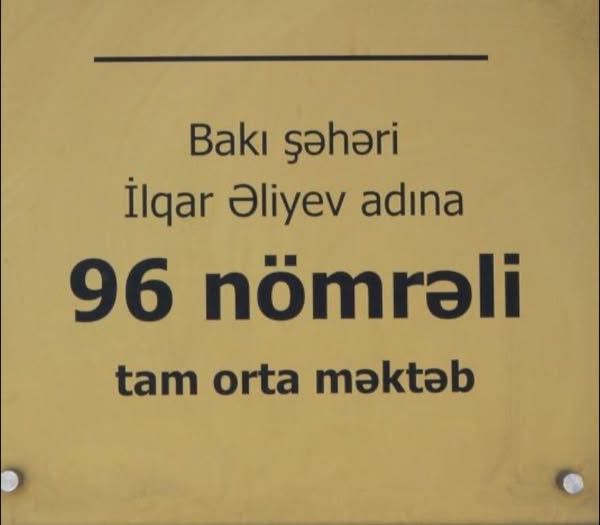 Bakı şəhəri
İlqar Əliyev adına
96 nömrəli
tam orta məktəb